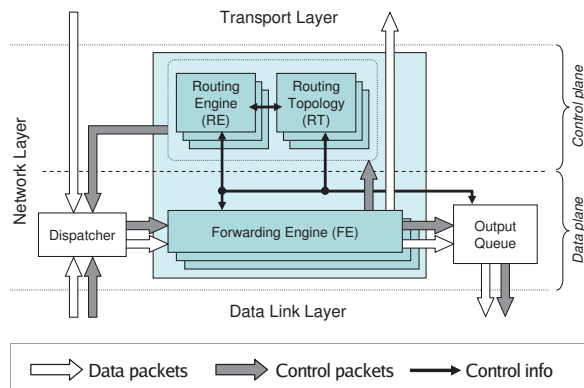 Transport Layer
Network Layer
Control plane
Data plane
Routing
Engine
(RE)
Routing
Topology
(RT)
Dispatcher
Forwarding Engine (FE)
Output
Queue
Data Link Layer
Data packets
Control packets
Control info